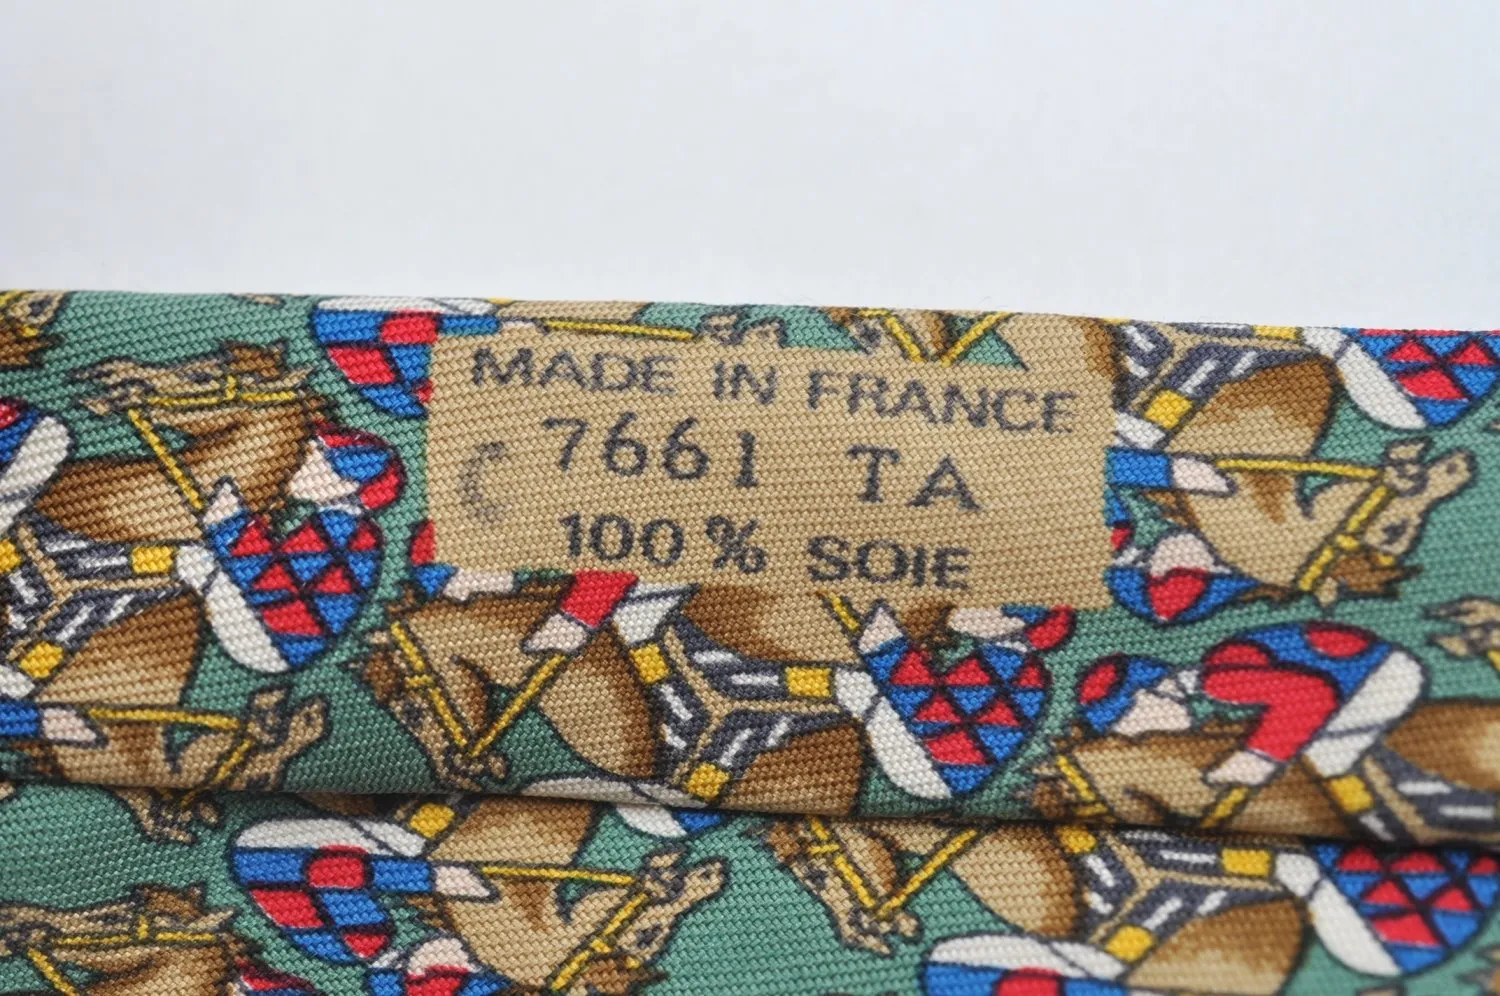 MADE IN FRANCE
7661 TA
100% SOIE